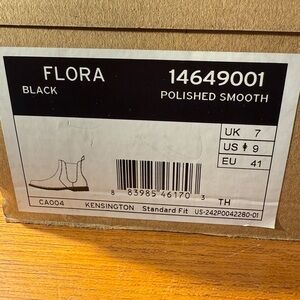 FLORA 14649001
BLACK POLISHED SMOOTH
UK 7
US 9
EU 41
8 83985 46170 3 TH
CA004 KENSINGTON Standard Fit US-242P0042280-01